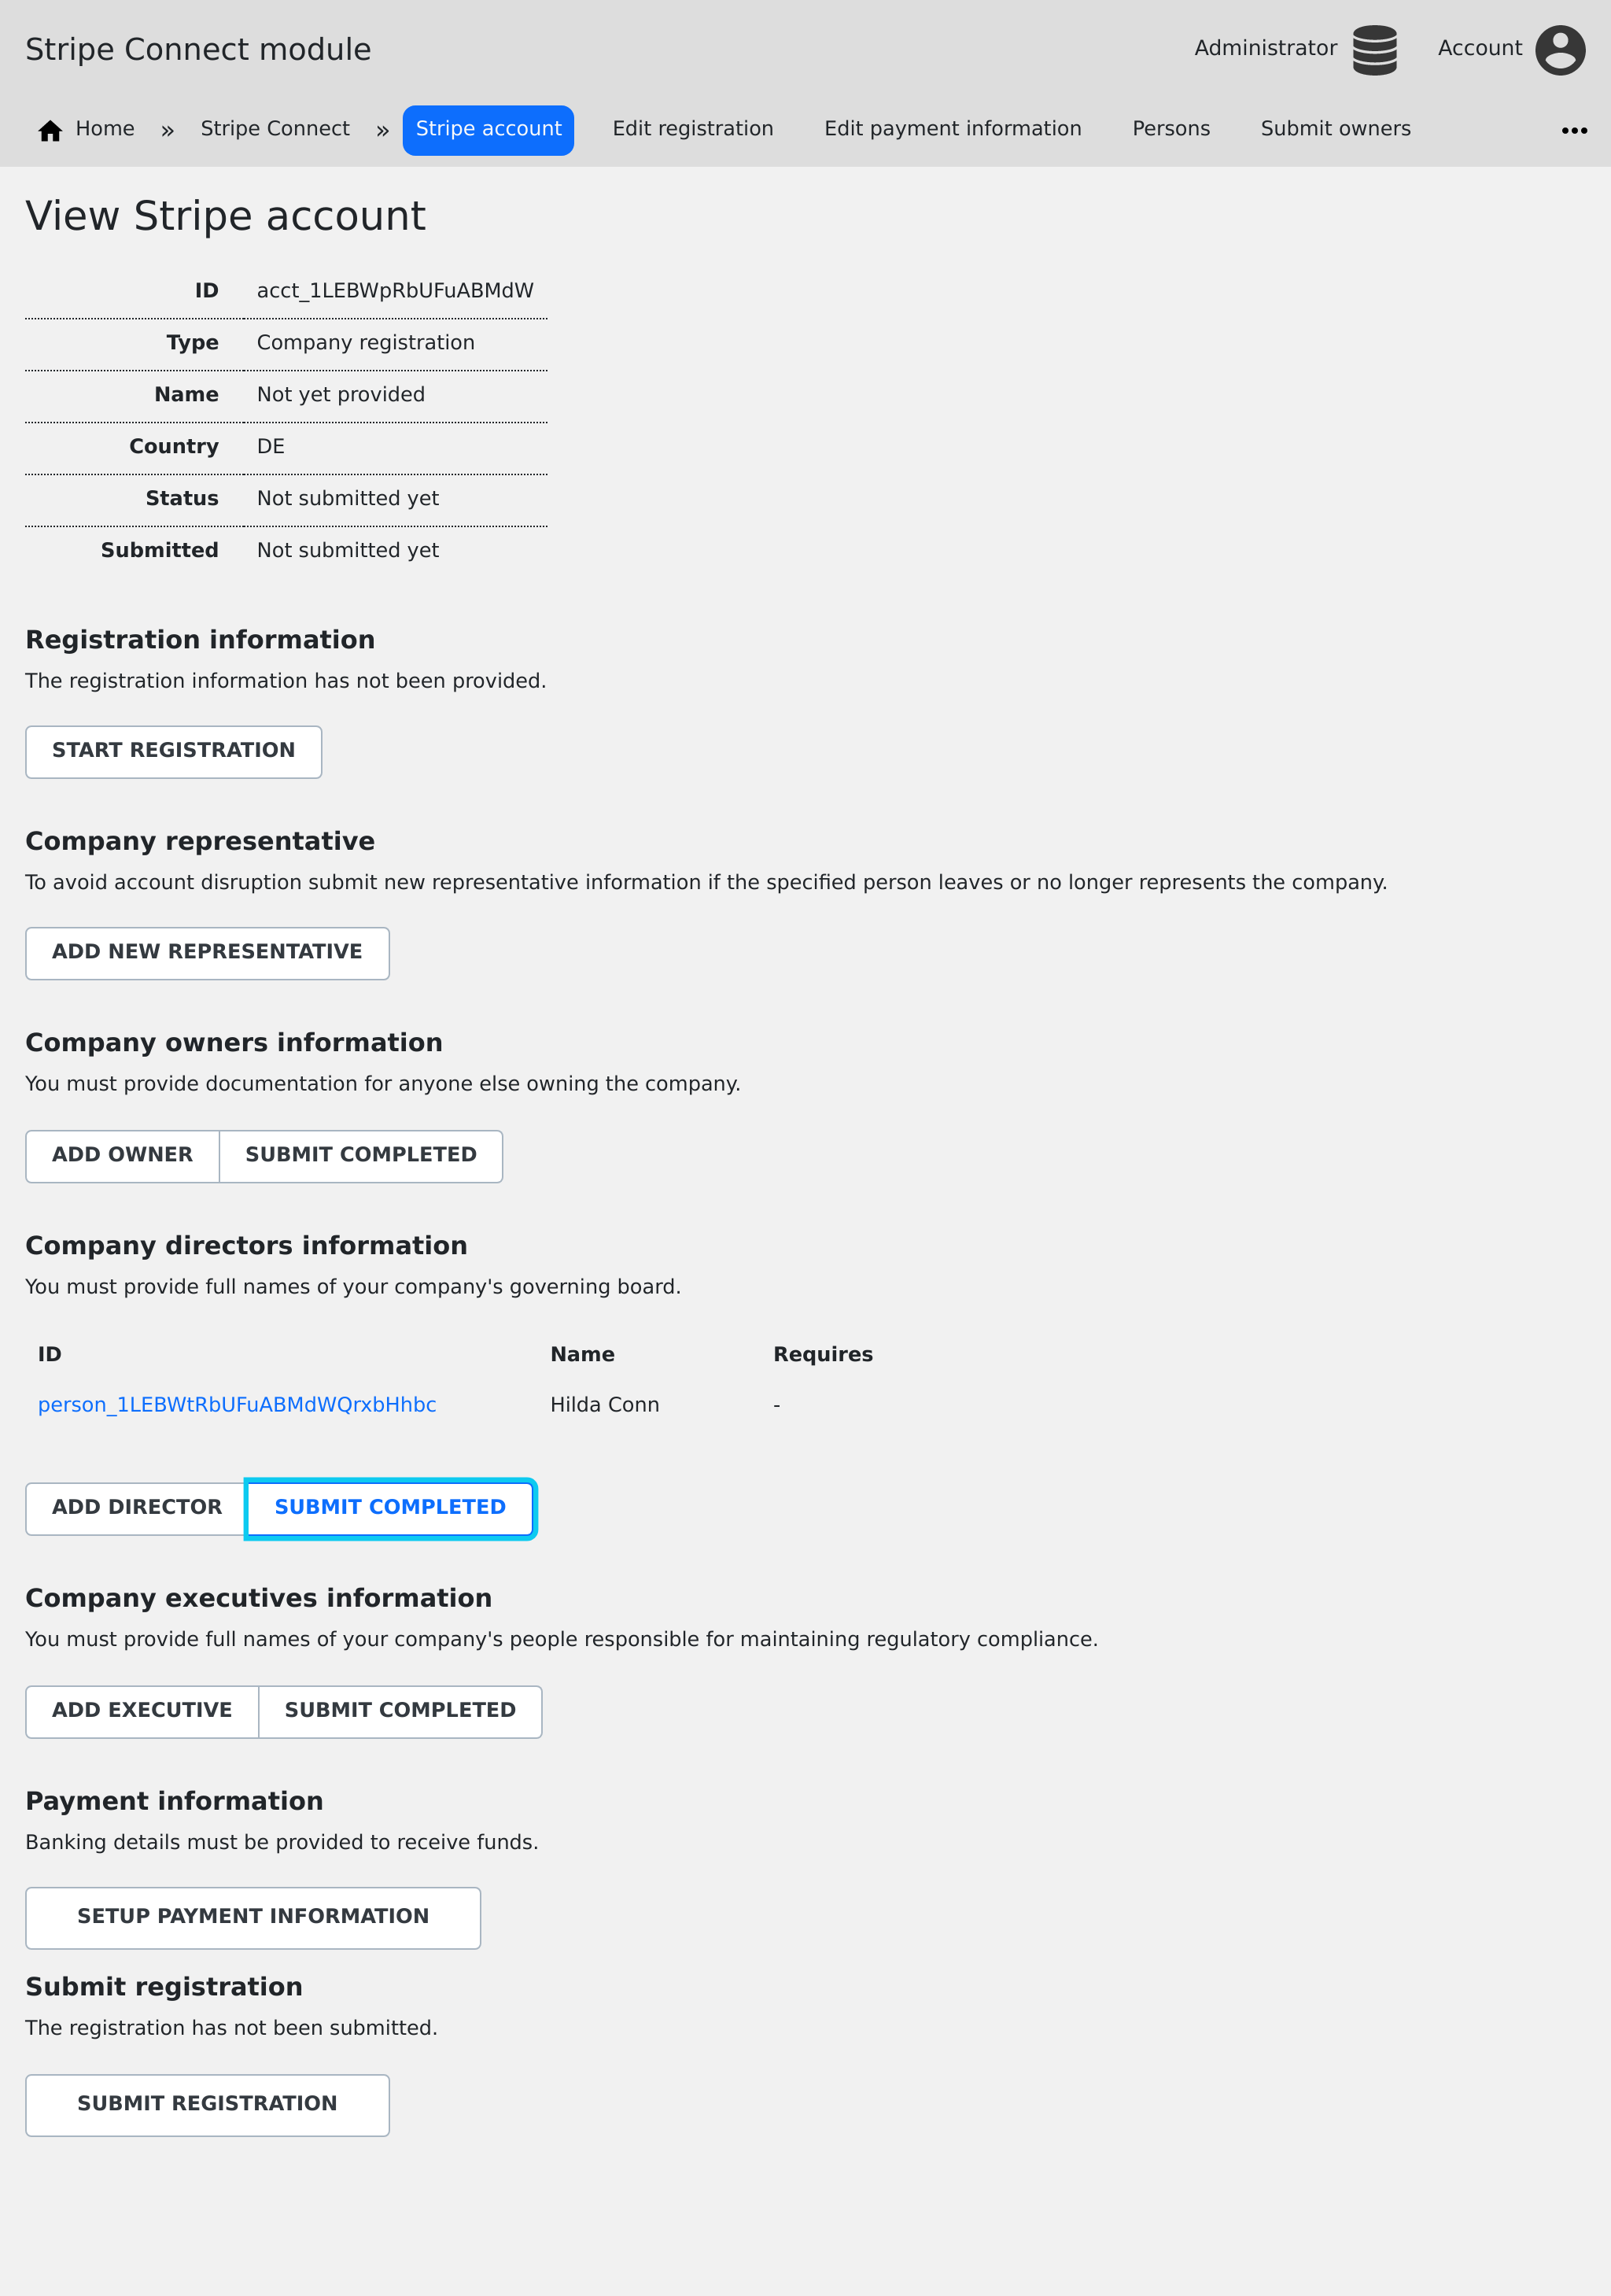 Stripe Connect module
Administrator
Account
Home » Stripe Connect » Stripe account Edit registration Edit payment information Persons Submit owners •••
View Stripe account
ID acct_1LEBWpRbUFuABMdW
Type Company registration
Name Not yet provided
Country DE
Status Not submitted yet
Submitted Not submitted yet
Registration information
The registration information has not been provided.
START REGISTRATION
Company representative
To avoid account disruption submit new representative information if the specified person leaves or no longer represents the company.
ADD NEW REPRESENTATIVE
Company owners information
You must provide documentation for anyone else owning the company.
ADD OWNER SUBMIT COMPLETED
Company directors information
You must provide full names of your company's governing board.
ID Name Requires
person_1LEBWtRbUFuABMdWQrxbHhbc Hilda Conn -
ADD DIRECTOR SUBMIT COMPLETED
Company executives information
You must provide full names of your company's people responsible for maintaining regulatory compliance.
ADD EXECUTIVE SUBMIT COMPLETED
Payment information
Banking details must be provided to receive funds.
SETUP PAYMENT INFORMATION
Submit registration
The registration has not been submitted.
SUBMIT REGISTRATION